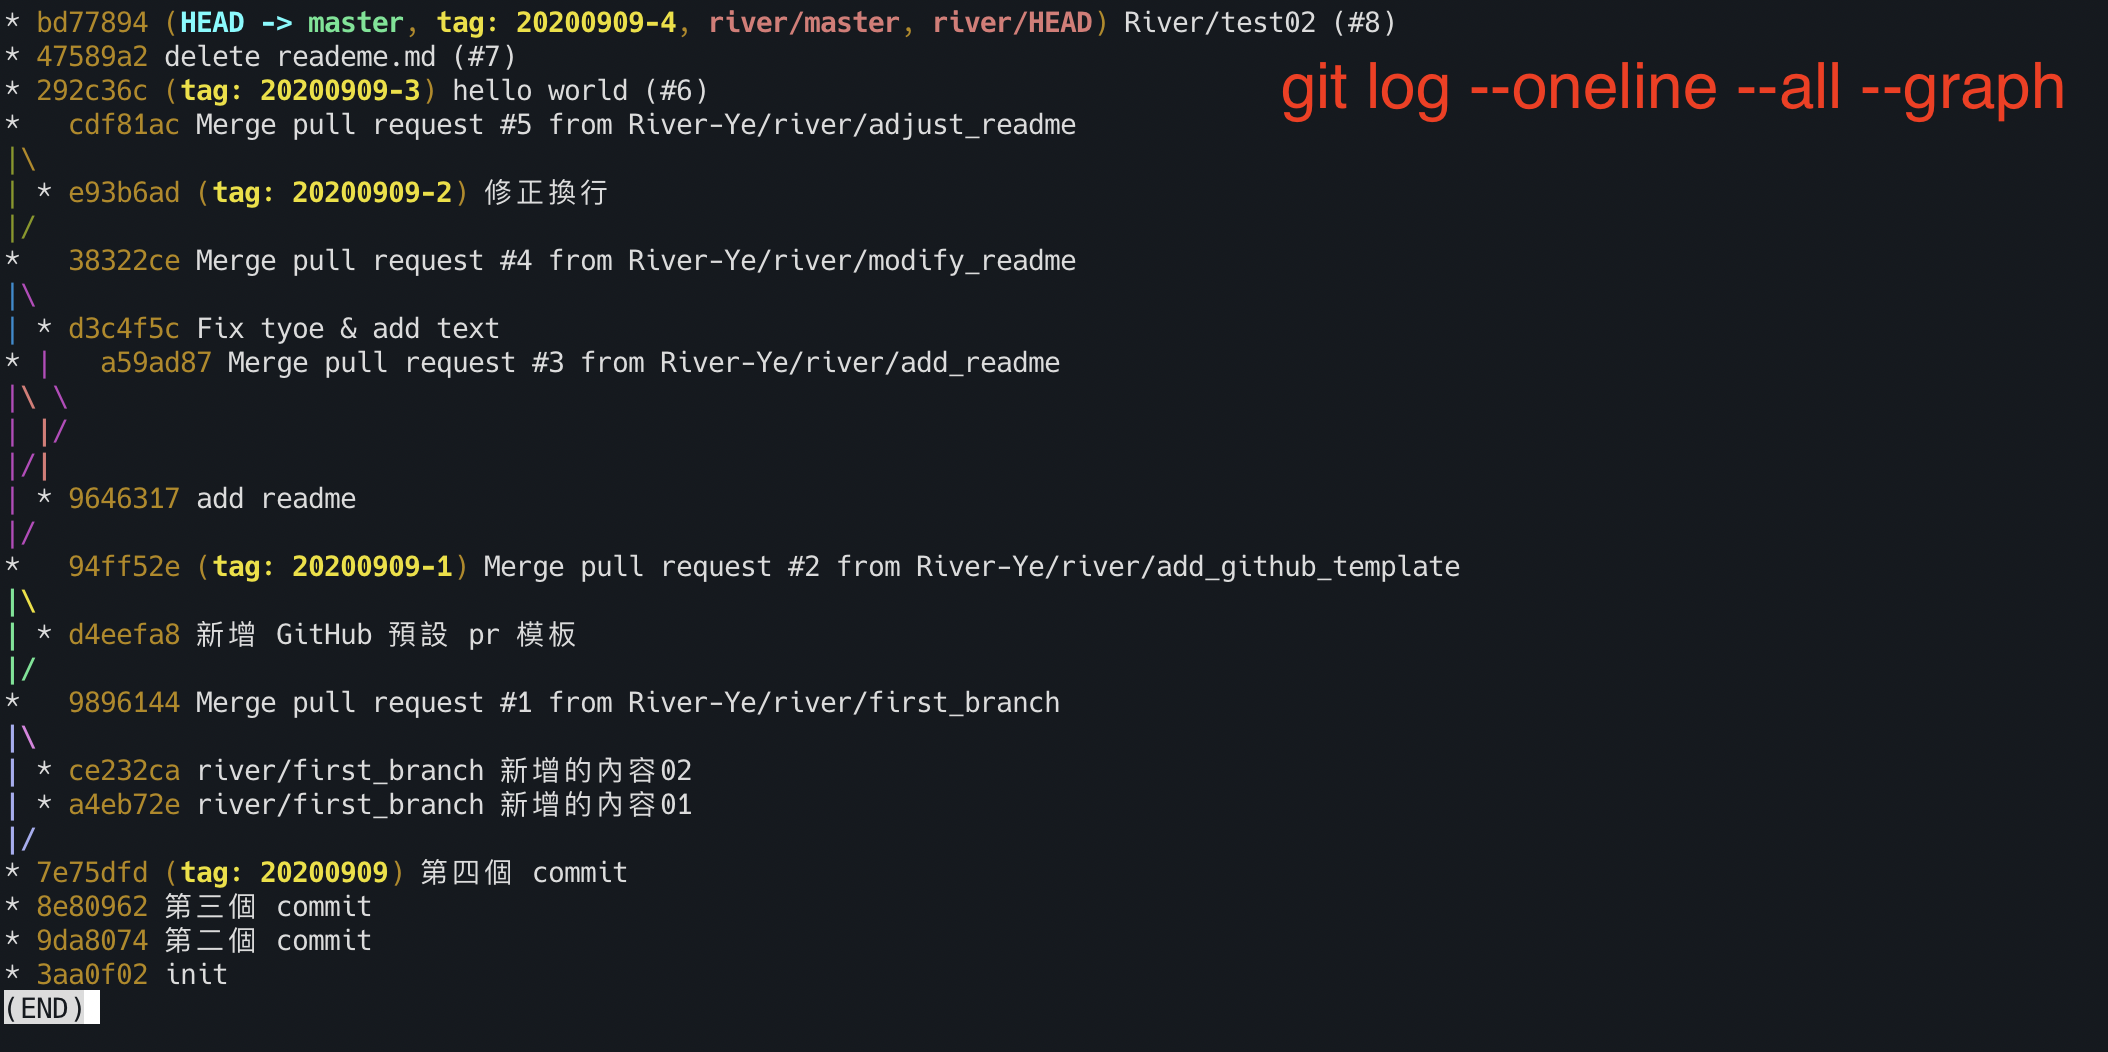 * bd77894 (HEAD -> master, tag: 20200909-4, river/master, river/HEAD) River/test02 (#8)
* 47589a2 delete reademe.md (#7)
git log --oneline --all --graph
* 292c36c (tag: 20200909-3) hello world (#6)
*   cdf81ac Merge pull request #5 from River-Ye/river/adjust_readme
|\
| * e93b6ad (tag: 20200909-2) 修正換行
|/
*   38322ce Merge pull request #4 from River-Ye/river/modify_readme
|\
| * d3c4f5c Fix tyoe & add text
* |   a59ad87 Merge pull request #3 from River-Ye/river/add_readme
|\ \
| |/
|/|
| * 9646317 add readme
|/
*   94ff52e (tag: 20200909-1) Merge pull request #2 from River-Ye/river/add_github_template
|\
| * d4eefa8 新增 GitHub 預設 pr 模板
|/
*   9896144 Merge pull request #1 from River-Ye/river/first_branch
|\
| * ce232ca river/first_branch 新增的內容02
| * a4eb72e river/first_branch 新增的內容01
|/
* 7e75dfd (tag: 20200909) 第四個 commit
* 8e80962 第三個 commit
* 9da8074 第二個 commit
* 3aa0f02 init
(END)